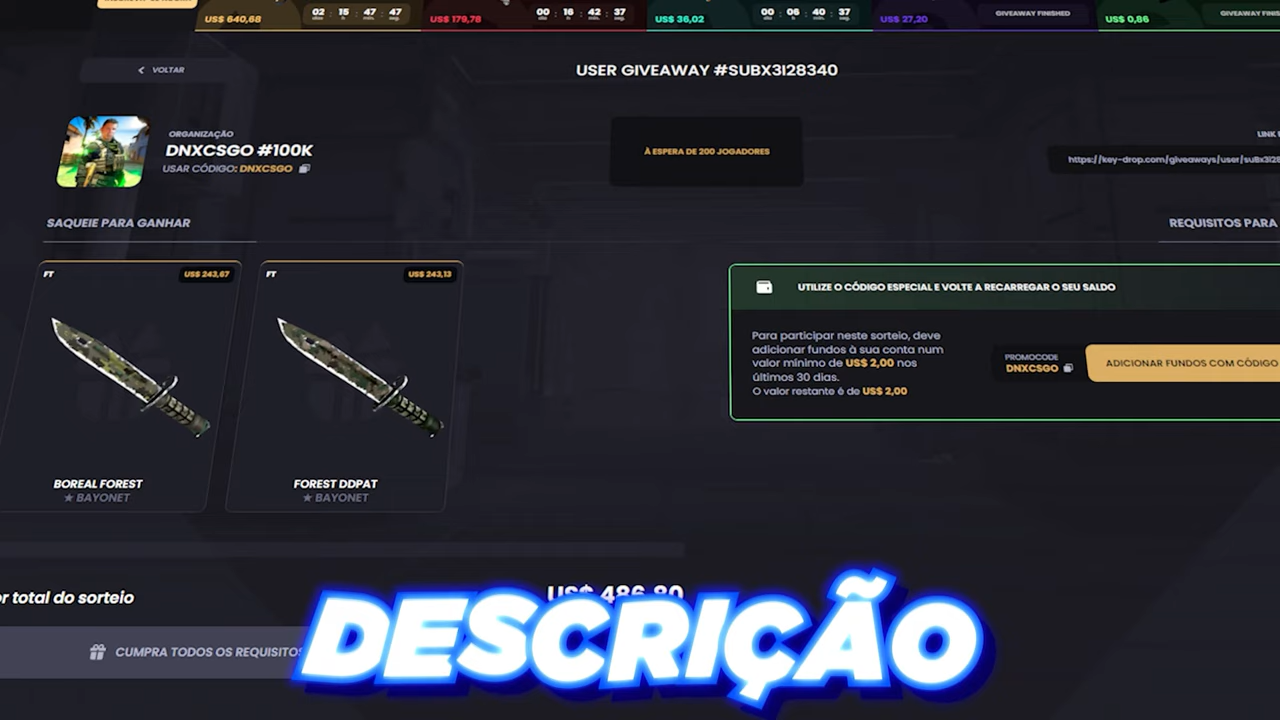 US$ 640,68
02 : 15 : 47 : 47
US$ 179,78
00 : 16 : 42 : 37
US$ 36,02
00 : 06 : 40 : 37
US$ 27,20
GIVEAWAY FINISHED
US$ 0,86
VOLTAR
USER GIVEAWAY #SUBX3I28340
ORGANIZAÇÃO
DNXCSGO #100K
USAR CÓDIGO: DNXCSGO
À ESPERA DE 200 JOGADORES
LINK
https://key-drop.com/giveaways/user/
SAQUEIE PARA GANHAR
REQUISITOS PARA
FT
US$ 243,67
FT
US$ 243,13
BOREAL FOREST
★ BAYONET
FOREST DDPAT
★ BAYONET
UTILIZE O CÓDIGO ESPECIAL E VOLTE A RECARREGAR O SEU SALDO
Para participar neste sorteio, deve
adicionar fundos à sua conta num
valor mínimo de US$ 2,00 nos
últimos 30 dias.
O valor restante é de US$ 2,00
PROMOCODE
DNXCSGO
ADICIONAR FUNDOS COM CÓDIGO
r total do sorteio
US$ 486,80
CUMPRA TODOS OS REQUISITOS
DESCRIÇÃO